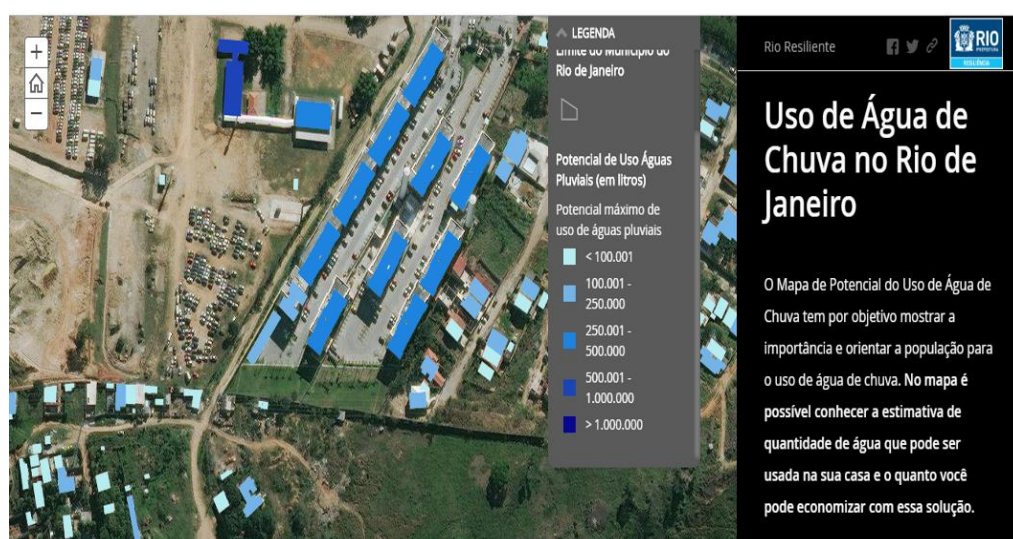 +
−
LEGENDA
Limite do Município do
Rio de Janeiro
Potencial de Uso Águas
Pluviais (em litros)
Potencial máximo de
uso de águas pluviais
< 100.001
100.001 -
250.000
250.001 -
500.000
500.001 -
1.000.000
> 1.000.000
Rio Resiliente
RIO
PREFEITURA
RESILIÊNCIA
Uso de Água de
Chuva no Rio de
Janeiro
O Mapa de Potencial do Uso de Água de
Chuva tem por objetivo mostrar a
importância e orientar a população para
o uso de água de chuva. No mapa é
possível conhecer a estimativa de
quantidade de água que pode ser
usada na sua casa e o quanto você
pode economizar com essa solução.